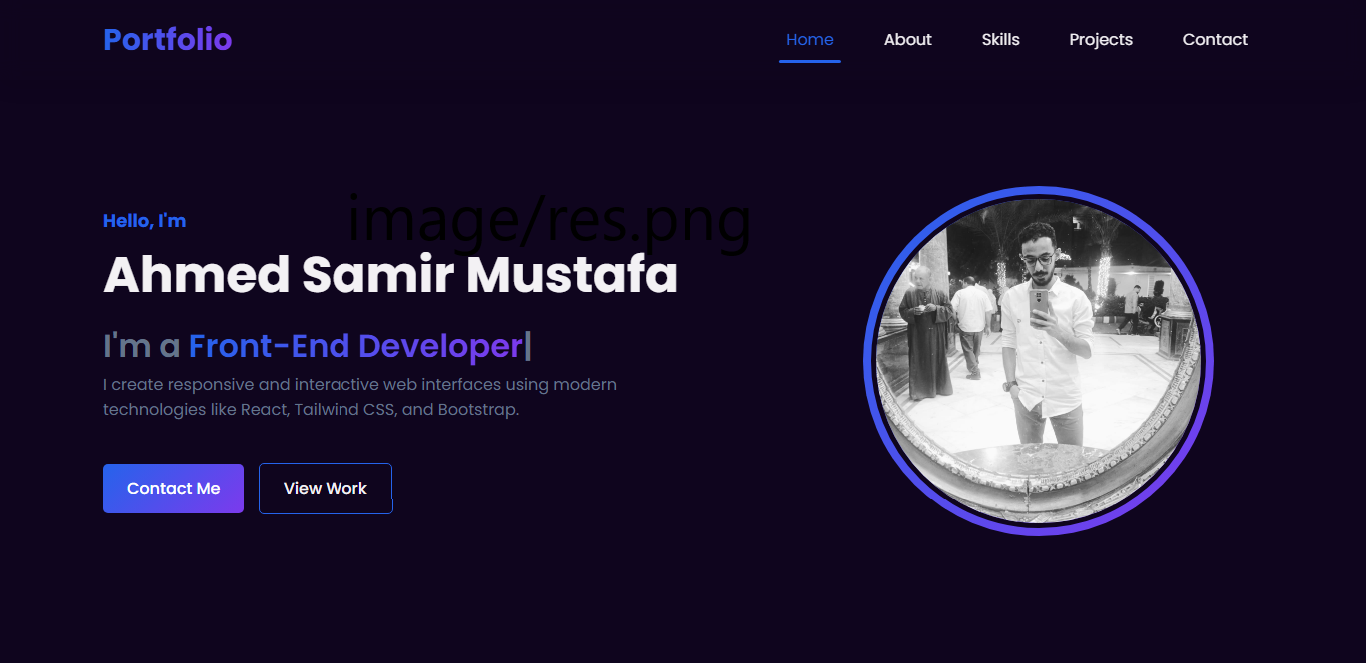 Portfolio
Home About Skills Projects Contact
image/res.png
Hello, I'm
Ahmed Samir Mustafa
I'm a Front-End Developer|
I create responsive and interactive web interfaces using modern
technologies like React, Tailwind CSS, and Bootstrap.
Contact Me View Work